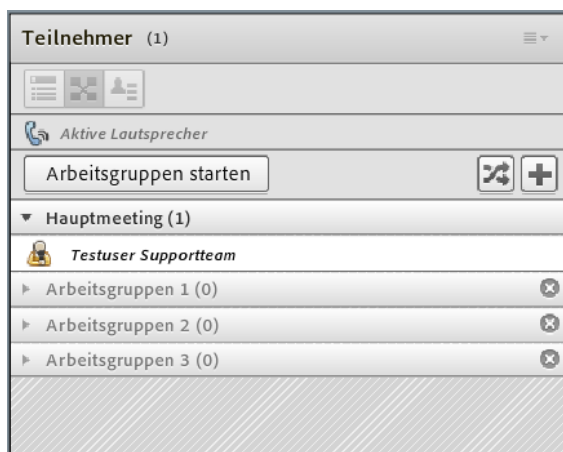 Teilnehmer (1)
Aktive Lautsprecher
Arbeitsgruppen starten
Hauptmeeting (1)
Testuser Supportteam
Arbeitsgruppen 1 (0)
Arbeitsgruppen 2 (0)
Arbeitsgruppen 3 (0)